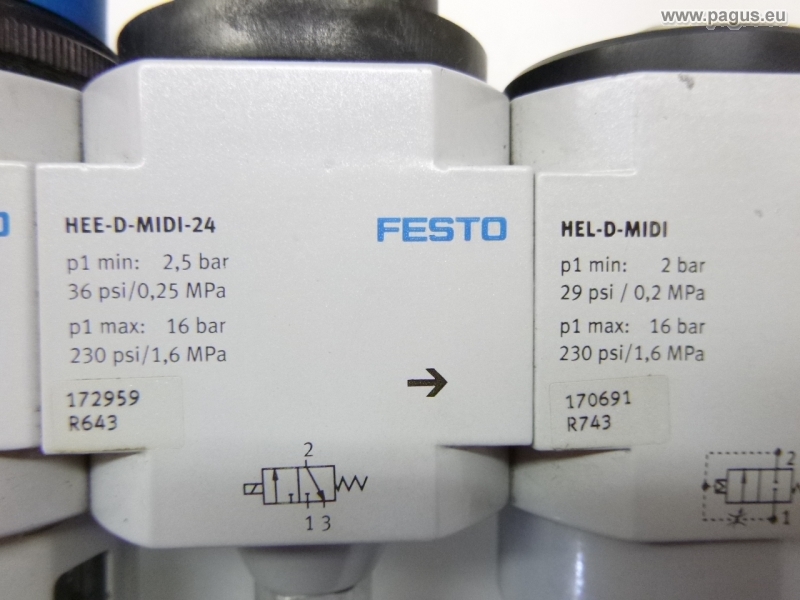 www.pagus.eu
HEE-D-MIDI-24
FESTO
p1 min: 2,5 bar
36 psi/0,25 MPa
p1 max: 16 bar
230 psi/1,6 MPa
172959
R643
2
1 3
HEL-D-MIDI
p1 min: 2 bar
29 psi / 0,2 MPa
p1 max: 16 bar
230 psi/1,6 MPa
170691
R743
2
1